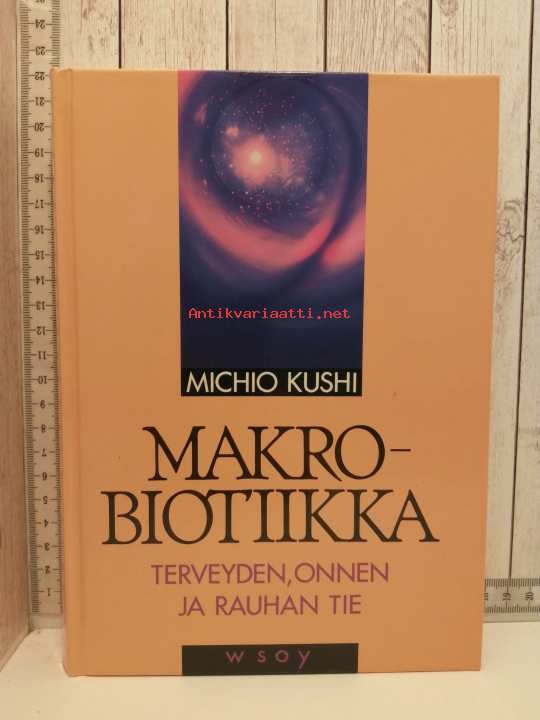 Antikvariaatti.net
MICHIO KUSHI
MAKRO-
BIOTIIKKA
TERVEYDEN, ONNEN
JA RAUHAN TIE
wsoy